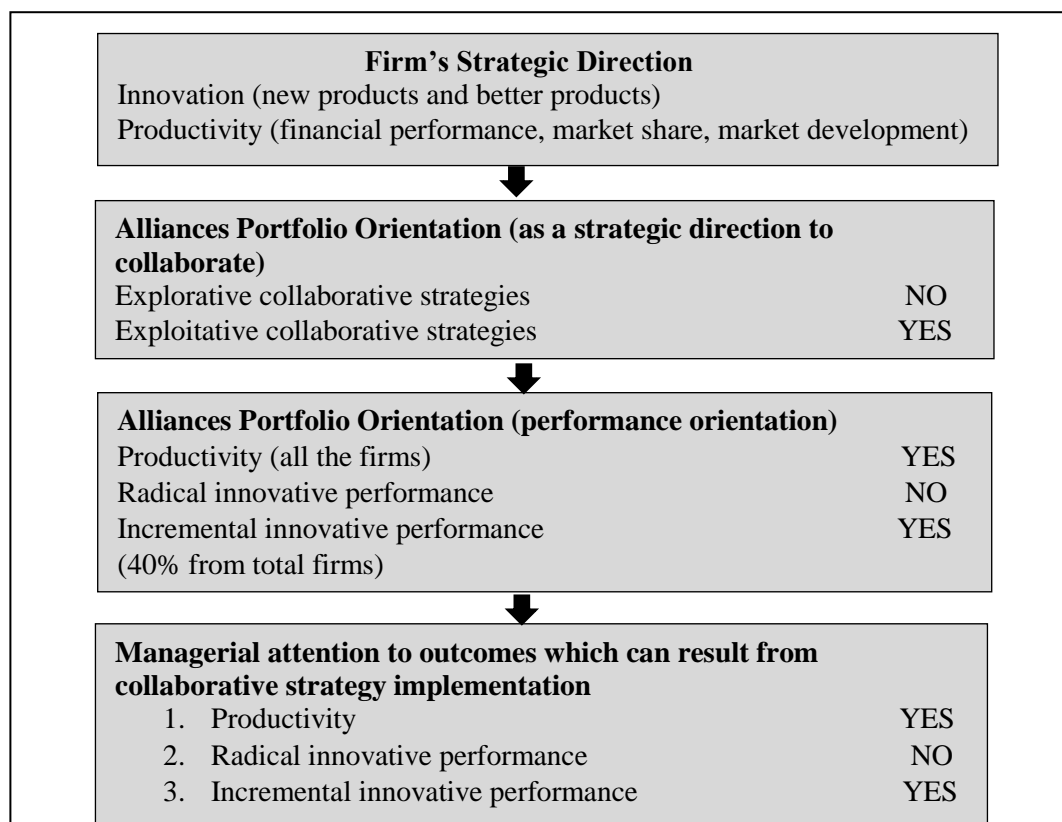 Firm’s Strategic Direction
Innovation (new products and better products)
Productivity (financial performance, market share, market development)
Alliances Portfolio Orientation (as a strategic direction to
collaborate)
Explorative collaborative strategies NO
Exploitative collaborative strategies YES
Alliances Portfolio Orientation (performance orientation)
Productivity (all the firms) YES
Radical innovative performance NO
Incremental innovative performance YES
(40% from total firms)
Managerial attention to outcomes which can result from
collaborative strategy implementation
1. Productivity YES
2. Radical innovative performance NO
3. Incremental innovative performance YES